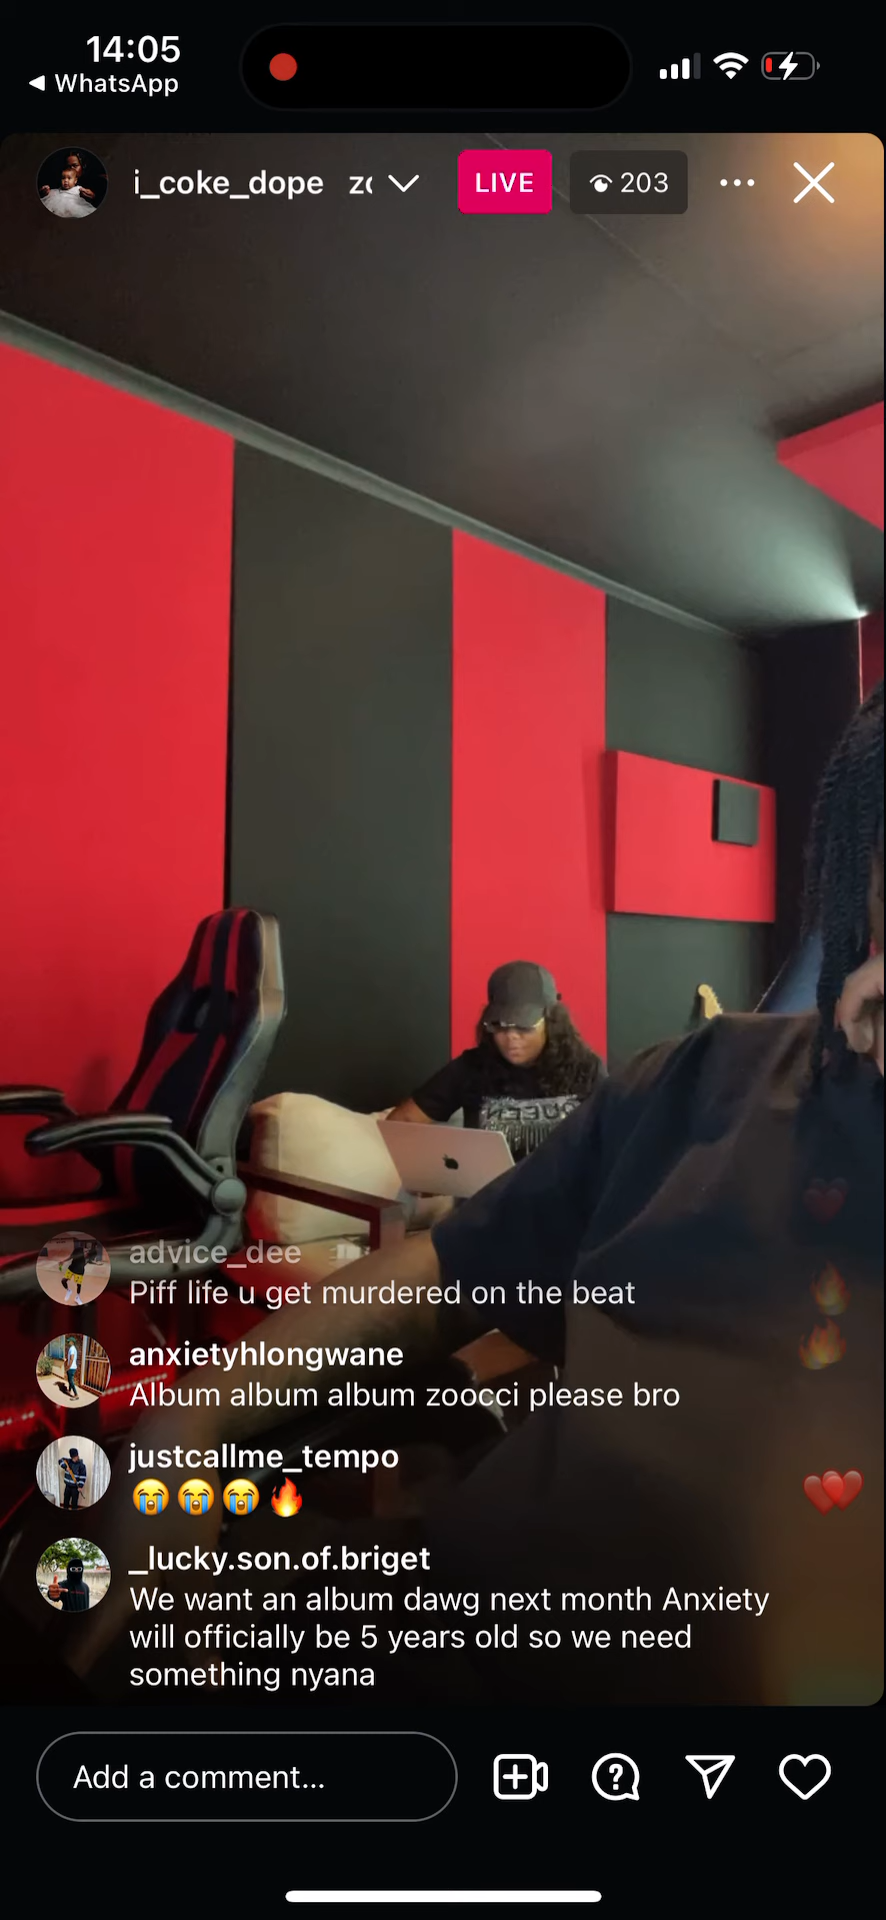 14:05
WhatsApp
i_coke_dope zo
LIVE
203
QUEEN
advice_dee
Piff life u get murdered on the beat
anxietyhlongwane
Album album album zoocci please bro
justcallme_tempo
😭😭😭🔥
_lucky.son.of.briget
We want an album dawg next month Anxiety
will officially be 5 years old so we need
something nyana
Add a comment...